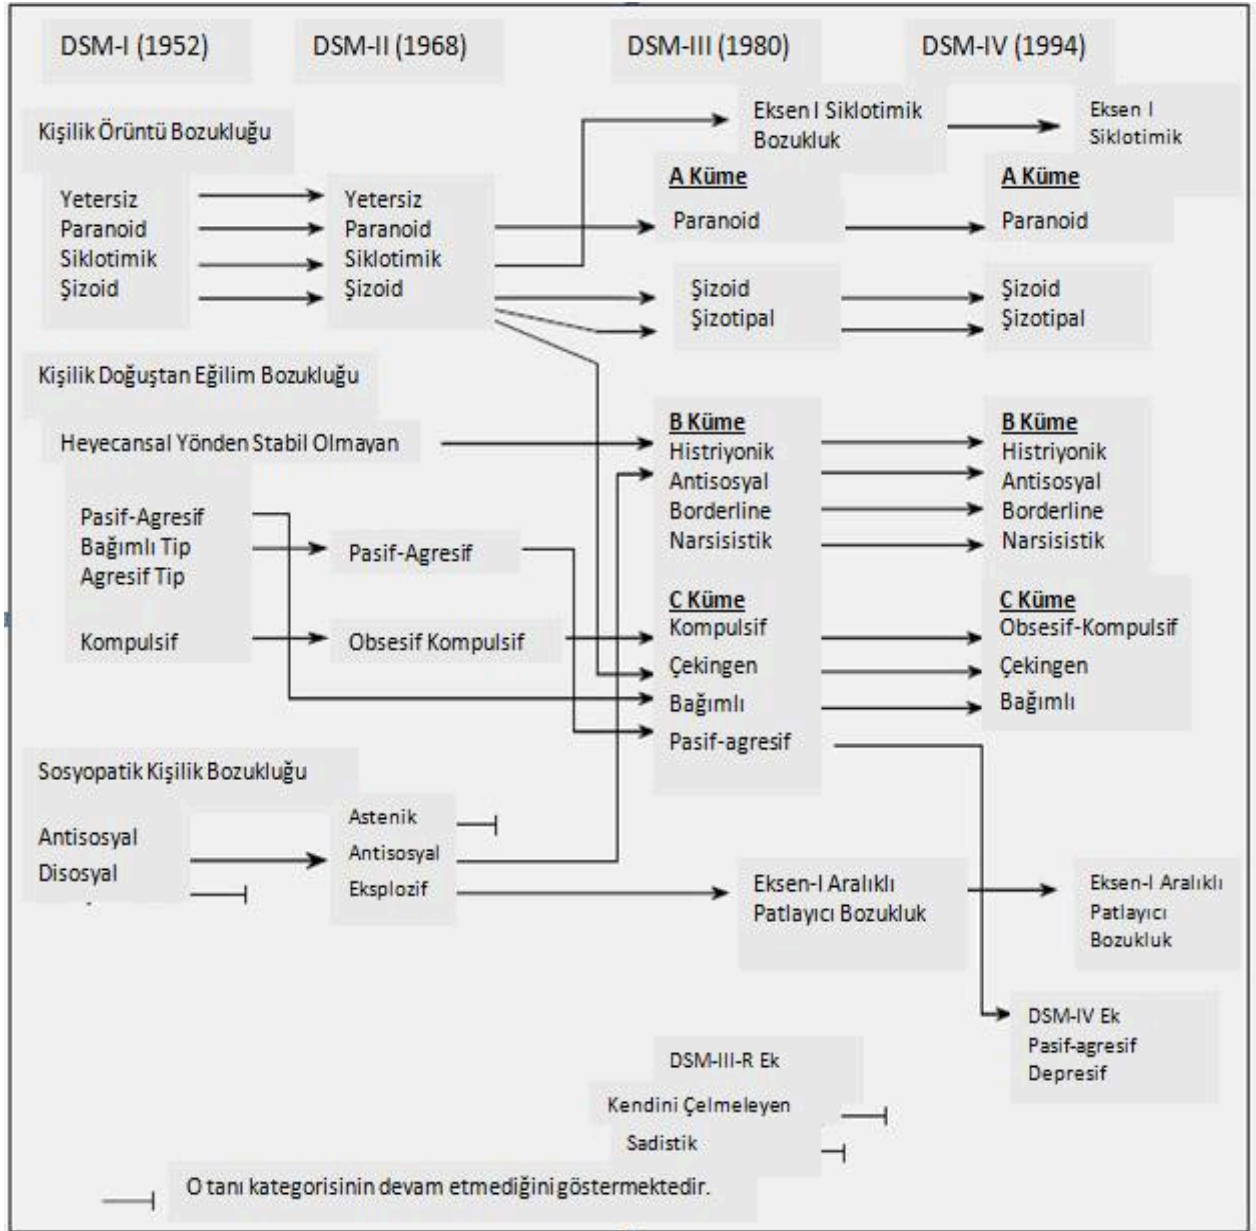 DSM-I (1952)
DSM-II (1968)
DSM-III (1980)
DSM-IV (1994)
Kişilik Örüntü Bozukluğu
Yetersiz
Paranoid
Siklotimik
Şizoid
Yetersiz
Paranoid
Siklotimik
Şizoid
Eksen I Siklotimik
Bozukluk
Eksen I
Siklotimik
A Küme
Paranoid
Şizoid
Şizotipal
A Küme
Paranoid
Şizoid
Şizotipal
Kişilik Doğuştan Eğilim Bozukluğu
Heyecansal Yönden Stabil Olmayan
Pasif-Agresif
Bağımlı Tip
Agresif Tip
Kompulsif
Pasif-Agresif
Obsesif Kompulsif
B Küme
Histriyonik
Antisosyal
Borderline
Narsisistik
C Küme
Kompulsif
Çekingen
Bağımlı
Pasif-agresif
B Küme
Histriyonik
Antisosyal
Borderline
Narsisistik
C Küme
Obsesif-Kompulsif
Çekingen
Bağımlı
Sosyopatik Kişilik Bozukluğu
Antisosyal
Disosyal
Astenik
Antisosyal
Eksplozif
Eksen-I Aralıklı
Patlayıcı Bozukluk
Eksen-I Aralıklı
Patlayıcı
Bozukluk
DSM-IV Ek
Pasif-agresif
Depresif
DSM-III-R Ek
Kendini Çelmeleyen
Sadistik
O tanı kategorisinin devam etmediğini göstermektedir.